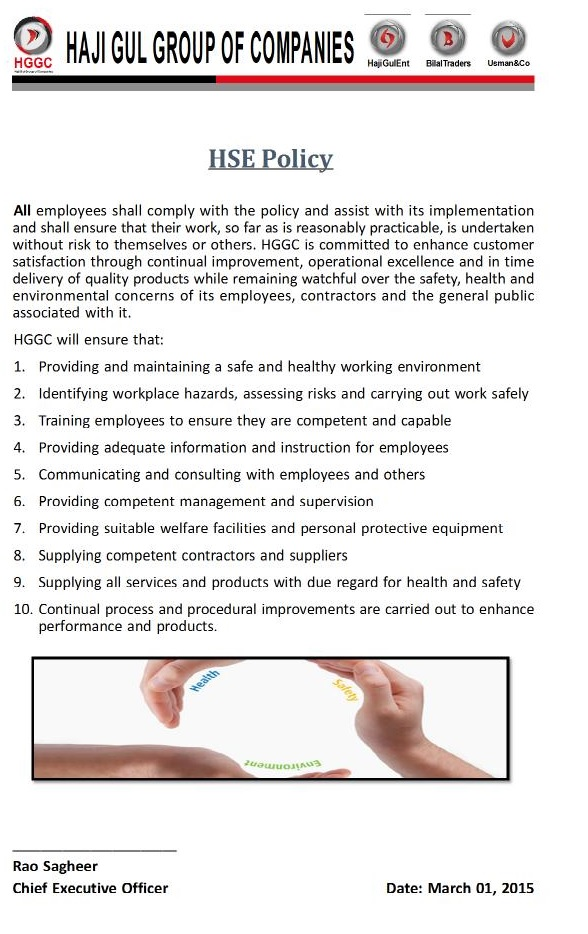 HGGC
HAJI GUL GROUP OF COMPANIES
HajiGulEnt
BilalTraders
Usman&Co
HSE Policy
All employees shall comply with the policy and assist with its implementation
and shall ensure that their work, so far as is reasonably practicable, is undertaken
without risk to themselves or others. HGGC is committed to enhance customer
satisfaction through continual improvement, operational excellence and in time
delivery of quality products while remaining watchful over the safety, health and
environmental concerns of its employees, contractors and the general public
associated with it.
HGGC will ensure that:
1. Providing and maintaining a safe and healthy working environment
2. Identifying workplace hazards, assessing risks and carrying out work safely
3. Training employees to ensure they are competent and capable
4. Providing adequate information and instruction for employees
5. Communicating and consulting with employees and others
6. Providing competent management and supervision
7. Providing suitable welfare facilities and personal protective equipment
8. Supplying competent contractors and suppliers
9. Supplying all services and products with due regard for health and safety
10. Continual process and procedural improvements are carried out to enhance
performance and products.
Health
Safety
Environment
Rao Sagheer
Chief Executive Officer
Date: March 01, 2015